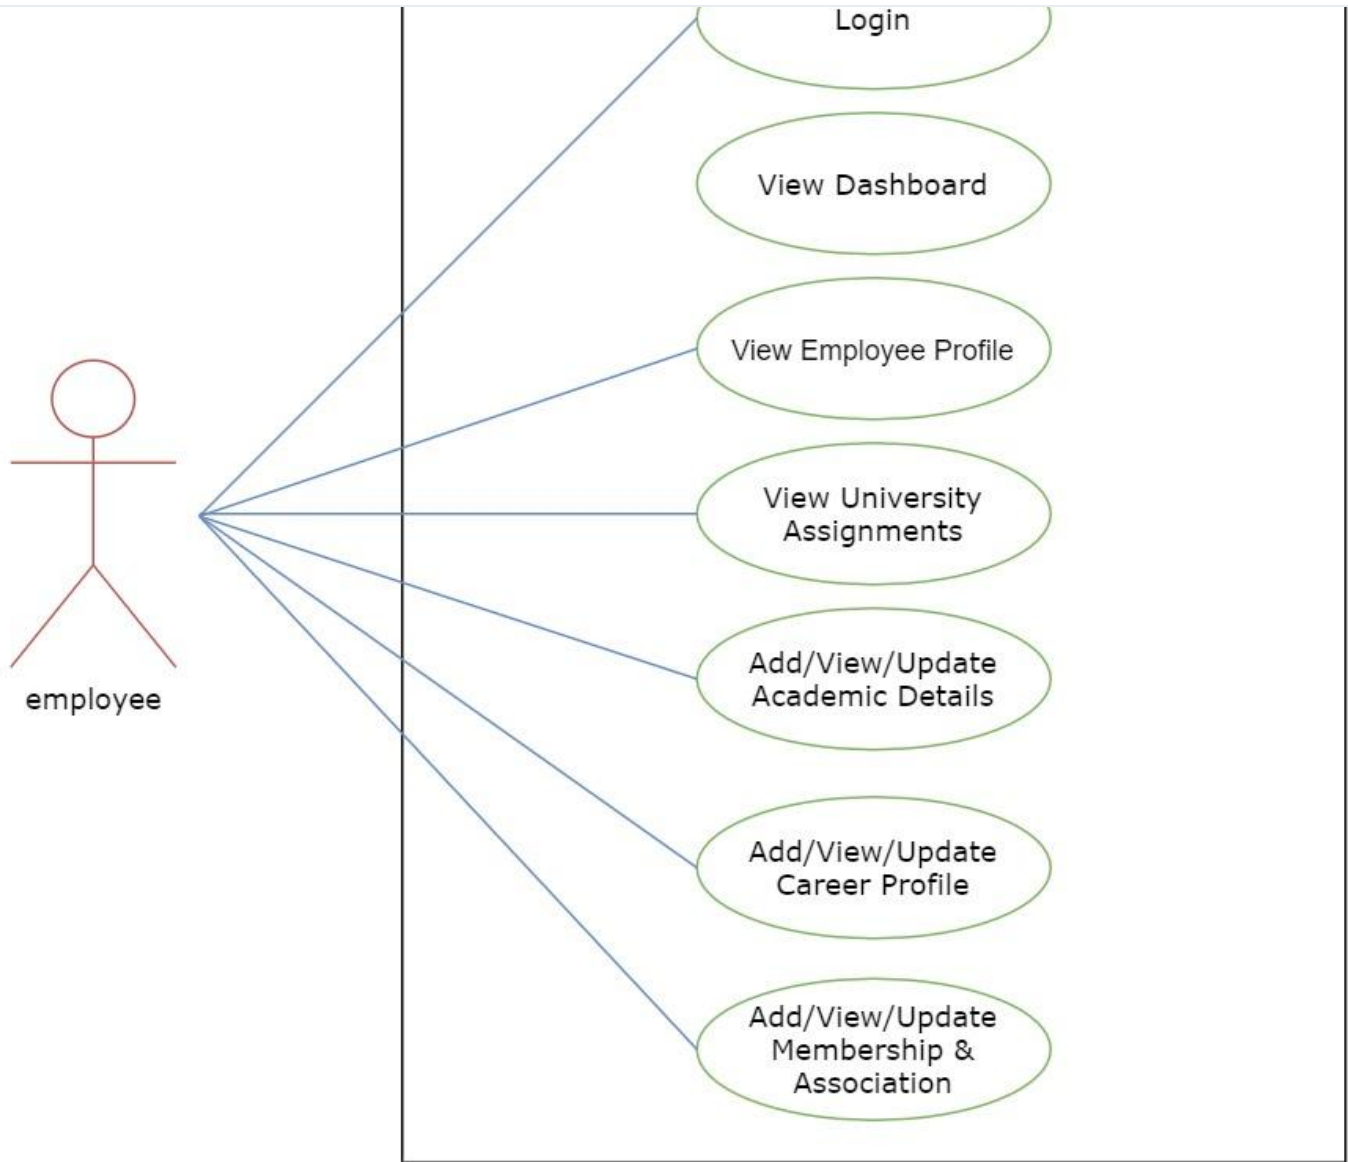 Login
View Dashboard
View Employee Profile
View University
Assignments
Add/View/Update
Academic Details
employee
Add/View/Update
Career Profile
Add/View/Update
Membership &
Association